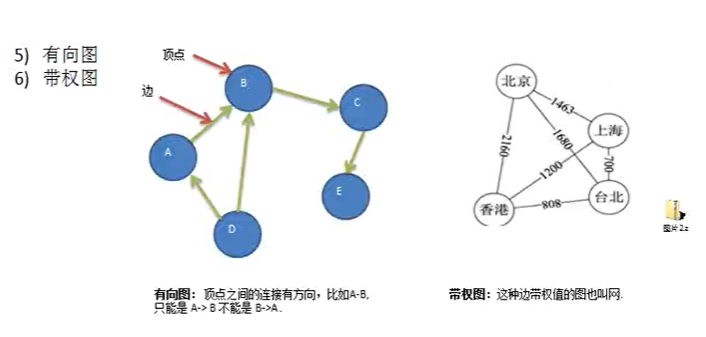 5) 有向图
6) 带权图
顶点
边
B
C
A
E
D
北京
1463
上海
2160
1680
700
1200
香港
808
台北
图片2.z
有向图：顶点之间的连接有方向，比如A-B,
只能是 A-> B 不能是 B->A .
带权图：这种边带权值的图也叫网.